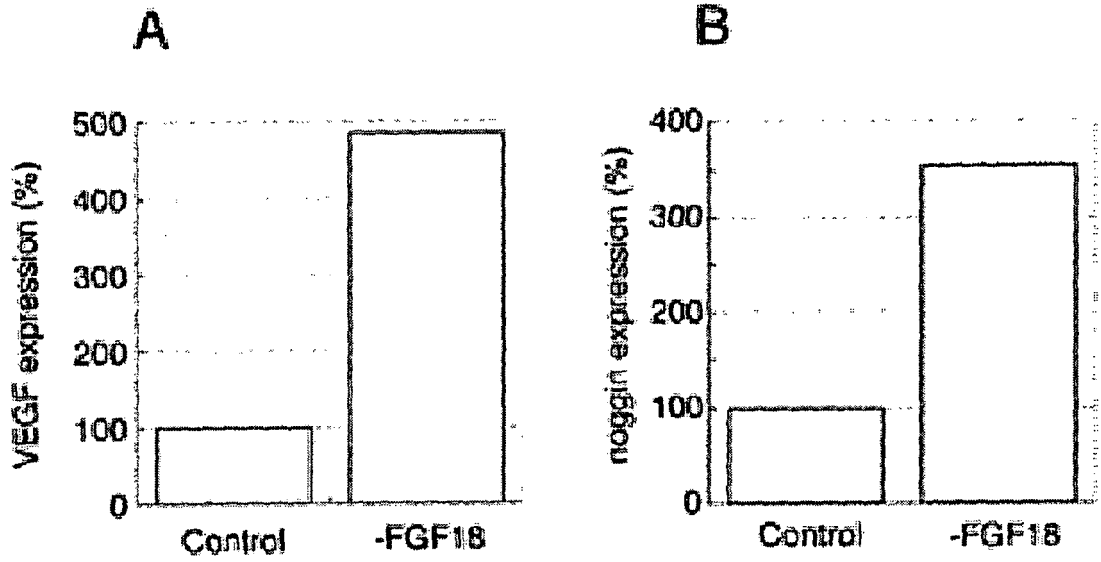 A
VEGF expression (%)
500
400
300
200
100
0
Control
-FGF18
B
noggin expression (%)
400
300
200
100
0
Control
-FGF18